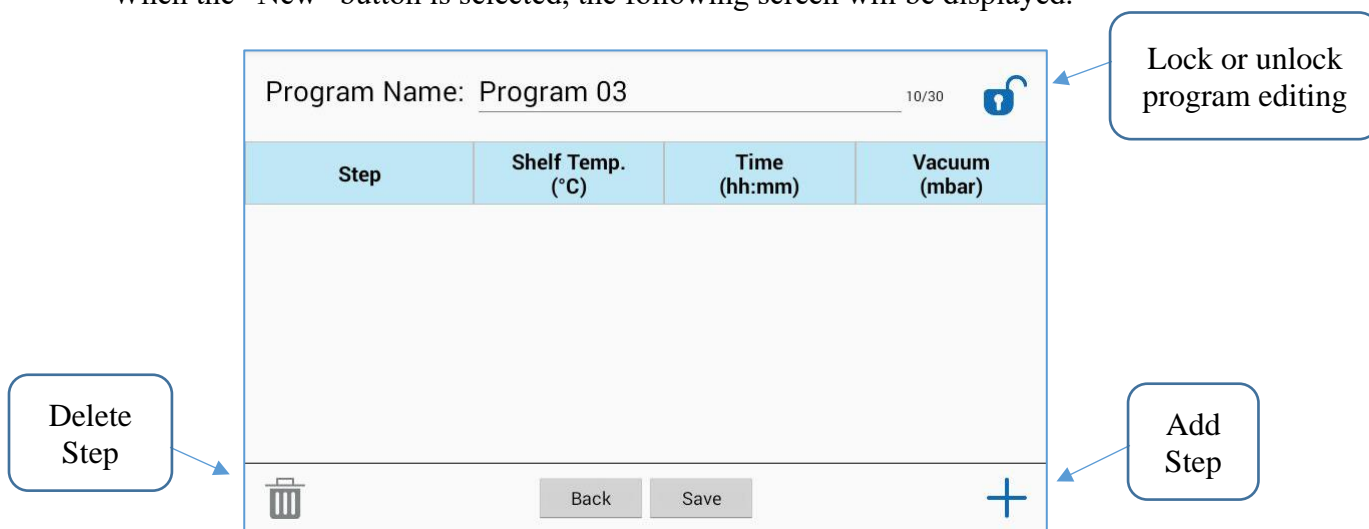 When the "New" button is selected, the following screen will be displayed.
Lock or unlock
program editing
Program Name: Program 03 10/30
Step Shelf Temp. (°C) Time (hh:mm) Vacuum (mbar)
Delete
Step
Add
Step
Back Save